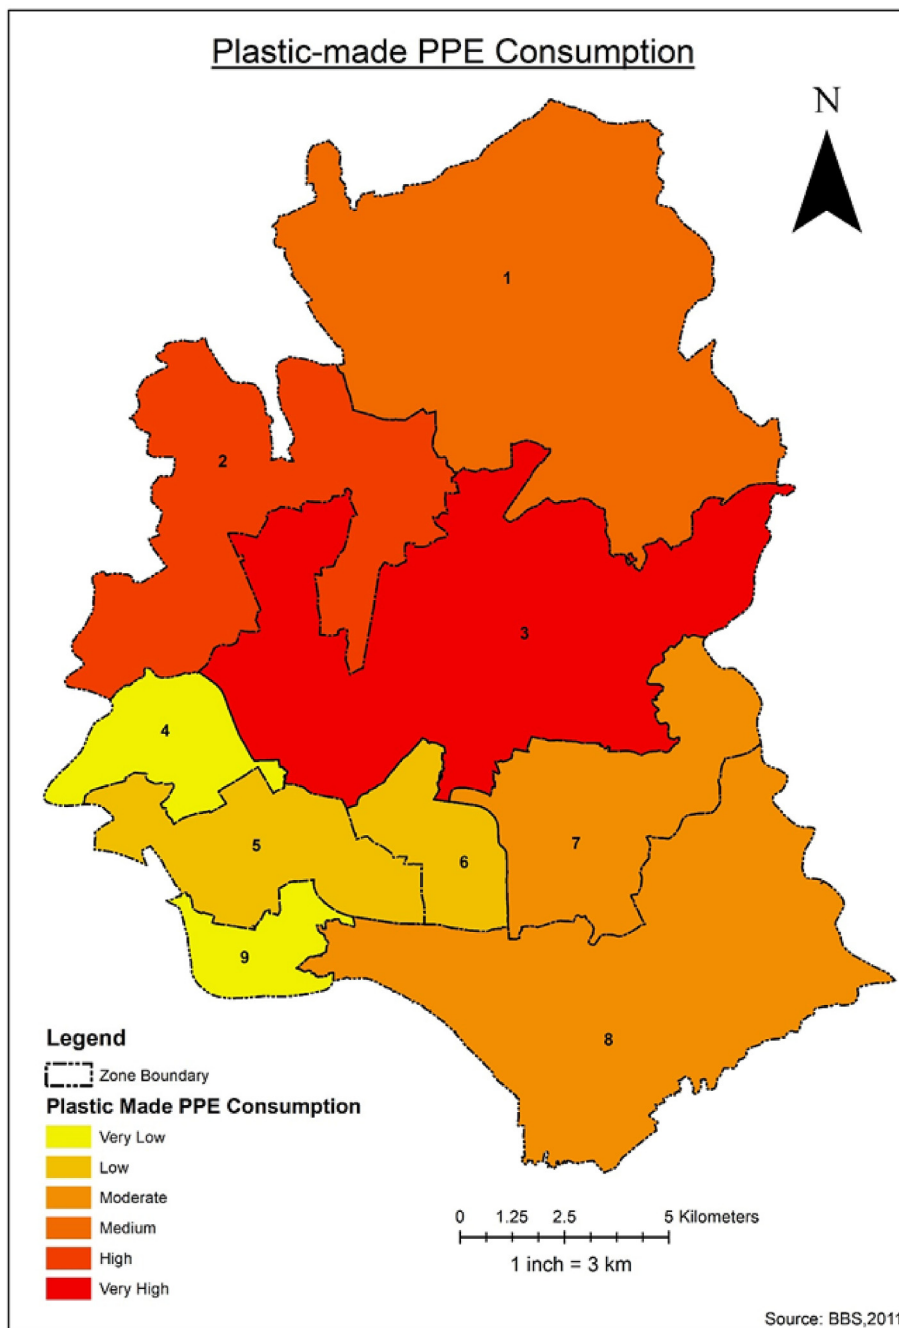 Plastic-made PPE Consumption
N
1
2
3
4
5
6
7
8
9
Legend
Zone Boundary
Plastic Made PPE Consumption
Very Low
Low
Moderate
Medium
High
Very High
0 1.25 2.5 5 Kilometers
1 inch = 3 km
Source: BBS,2011